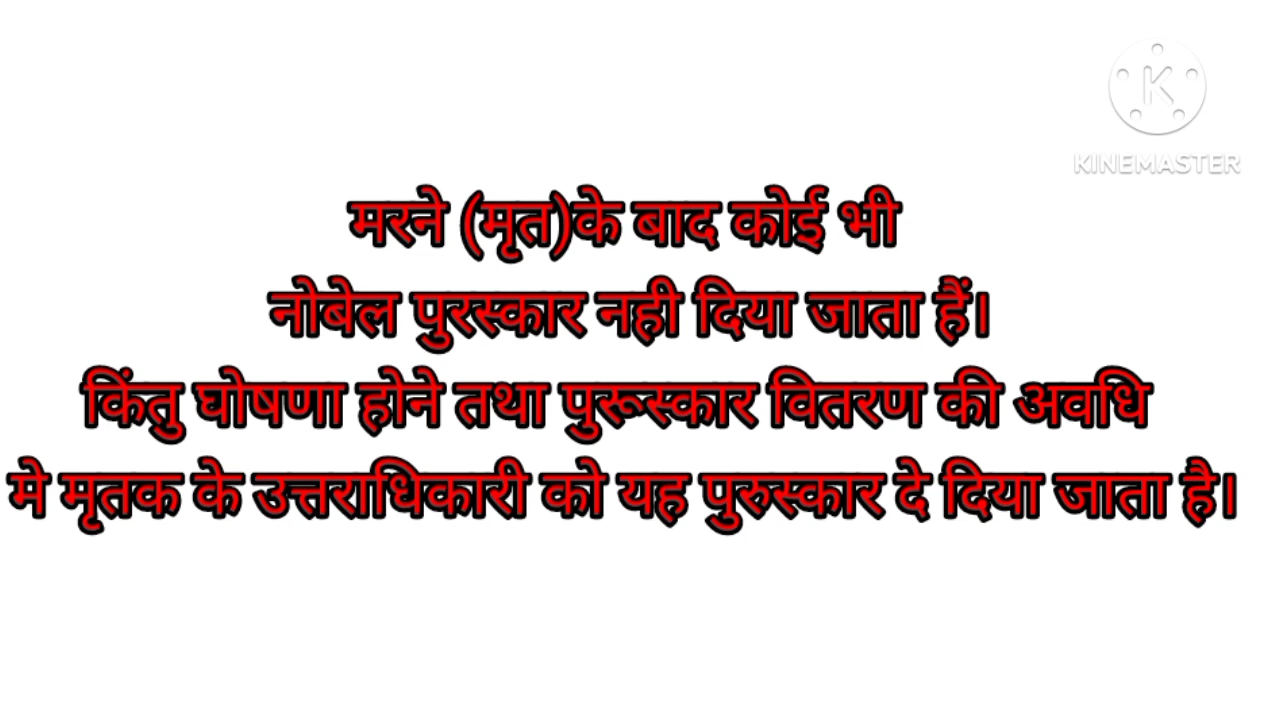 KINEMASTER
मरने (मृत)के बाद कोई भी
नोबेल पुरस्कार नही दिया जाता हैं।
किंतु घोषणा होने तथा पुरूस्कार वितरण की अवधि
मे मृतक के उत्तराधिकारी को यह पुरुस्कार दे दिया जाता है।